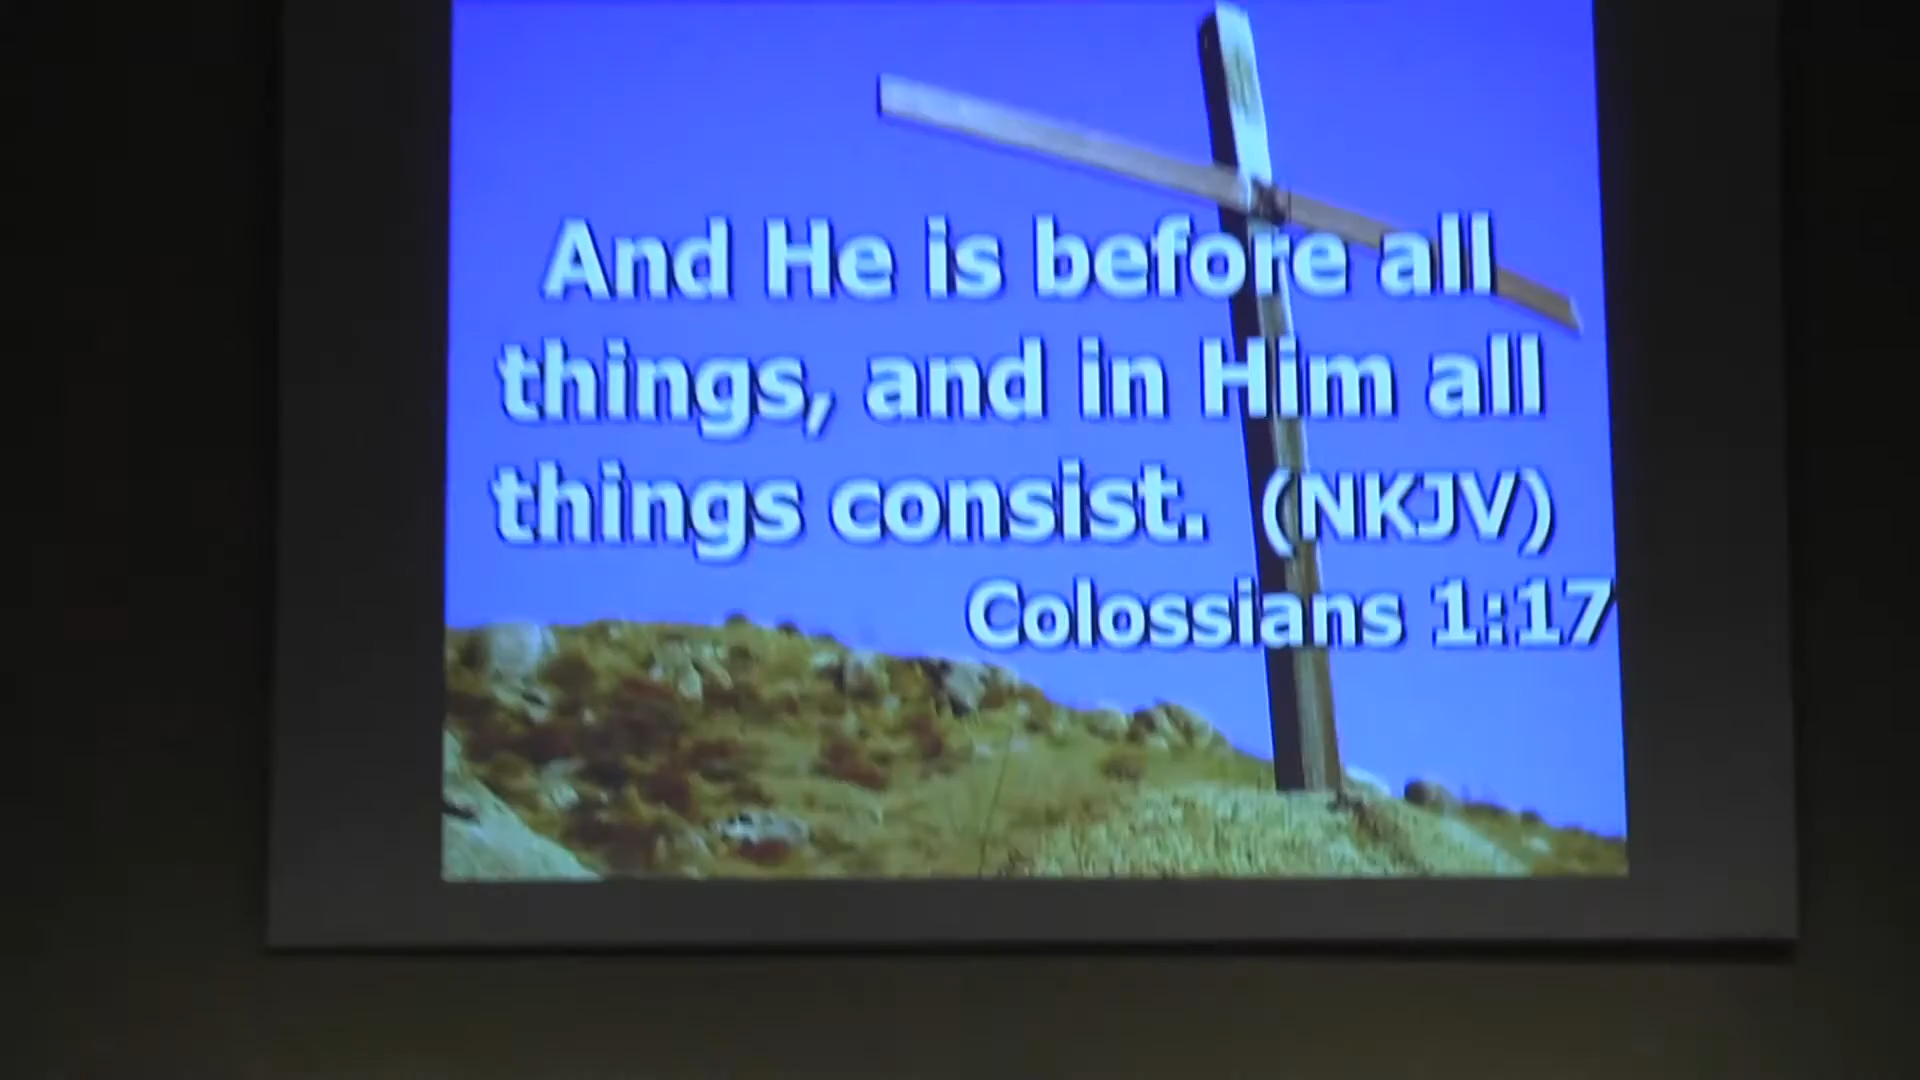 And He is before all
things, and in Him all
things consist. (NKJV)
Colossians 1:17